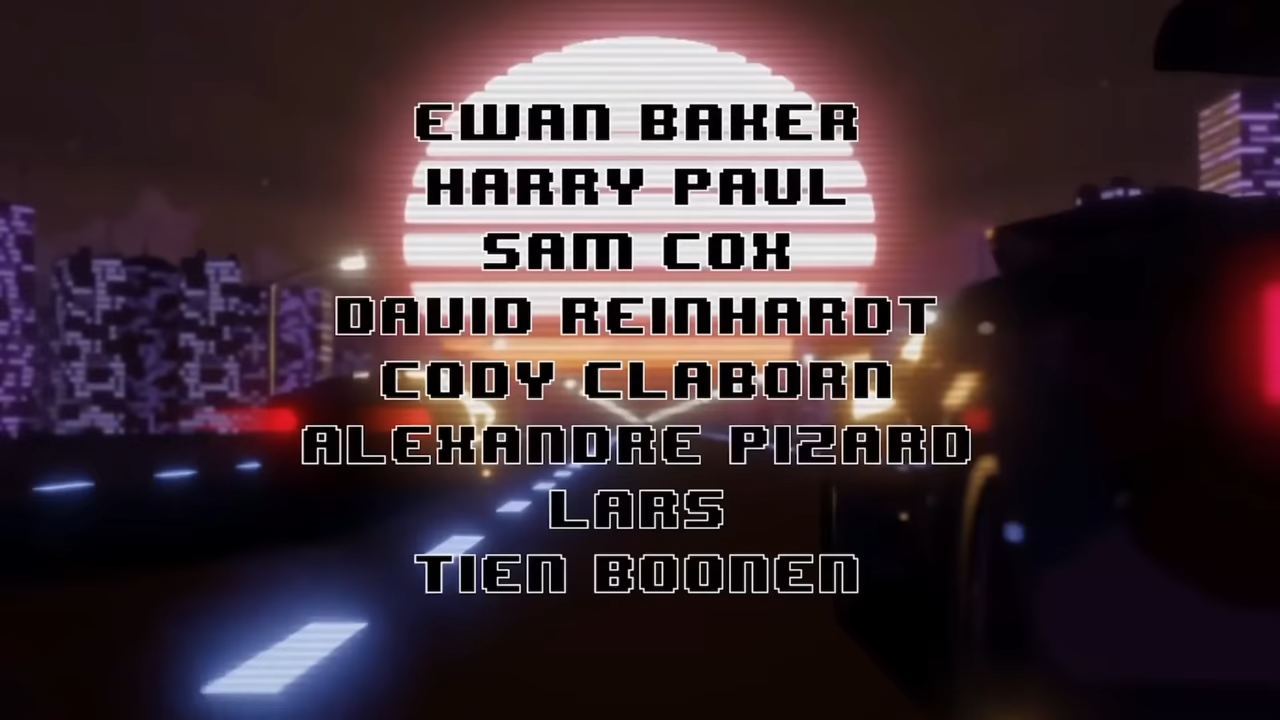 EWAN BAKER
HARRY PAUL
SAM COX
DAVID REINHARDT
CODY CLABORN
ALEXANDRE PIZARD
LARS
TIEN BOONEN